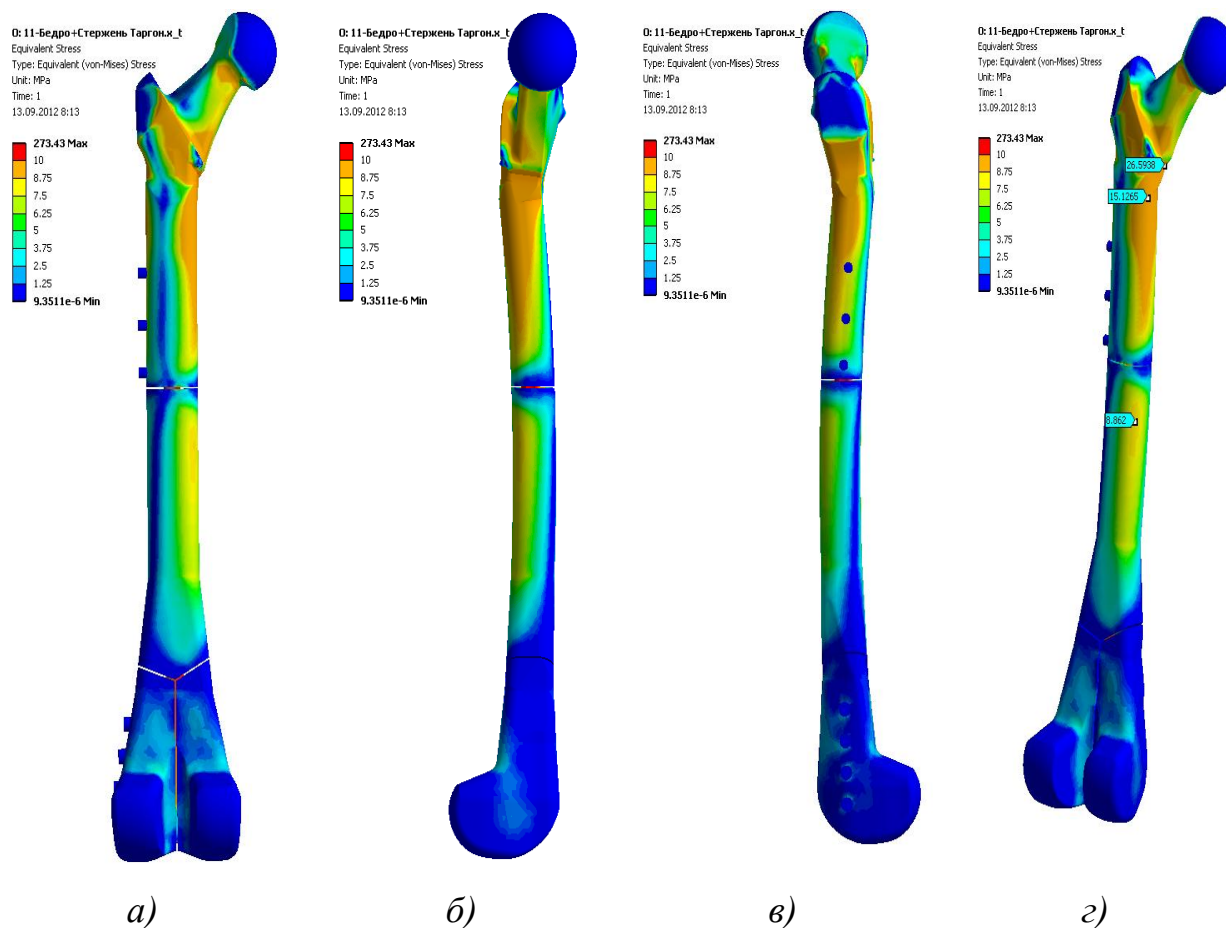 O: 11-Бедро+Стержень Таргон.x_t
Equivalent Stress
Type: Equivalent (von-Mises) Stress
Unit: MPa
Time: 1
13.09.2012 8:13
273.43 Max
10
8.75
7.5
6.25
5
3.75
2.5
1.25
9.3511e-6 Min
O: 11-Бедро+Стержень Таргон.x_t
Equivalent Stress
Type: Equivalent (von-Mises) Stress
Unit: MPa
Time: 1
13.09.2012 8:13
273.43 Max
10
8.75
7.5
6.25
5
3.75
2.5
1.25
9.3511e-6 Min
O: 11-Бедро+Стержень Таргон.x_t
Equivalent Stress
Type: Equivalent (von-Mises) Stress
Unit: MPa
Time: 1
13.09.2012 8:13
273.43 Max
10
8.75
7.5
6.25
5
3.75
2.5
1.25
9.3511e-6 Min
O: 11-Бедро+Стержень Таргон.x_t
Equivalent Stress
Type: Equivalent (von-Mises) Stress
Unit: MPa
Time: 1
13.09.2012 8:13
273.43 Max
10
8.75
7.5
6.25
5
3.75
2.5
1.25
9.3511e-6 Min
26.5938
15.1265
8.862
а)
б)
в)
г)